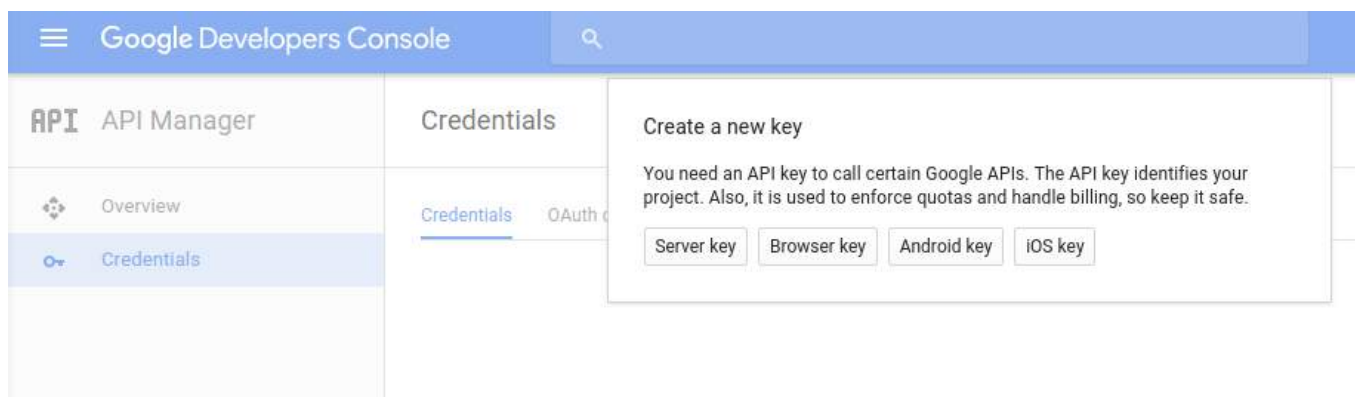 Google Developers Console
API API Manager
Credentials
Create a new key
You need an API key to call certain Google APIs. The API key identifies your
project. Also, it is used to enforce quotas and handle billing, so keep it safe.
Overview
Credentials
Credentials OAuth
Server key Browser key Android key iOS key